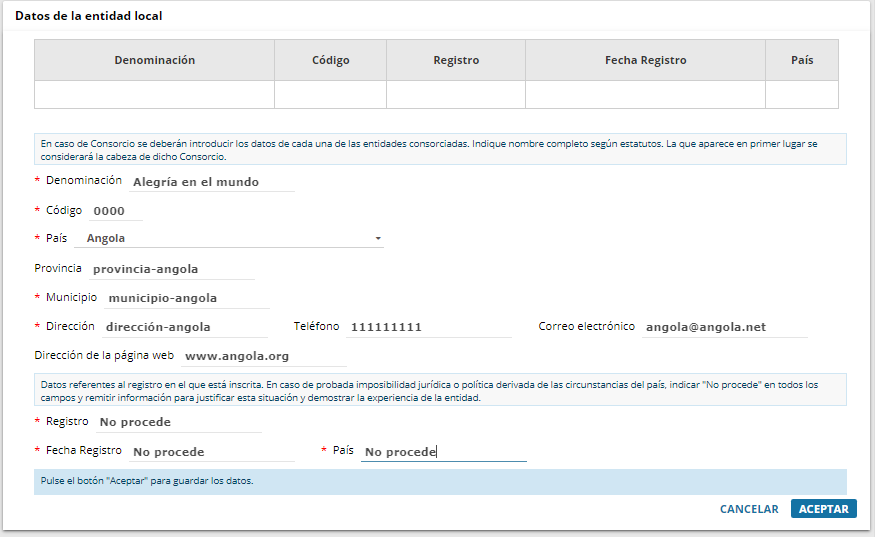 Datos de la entidad local
Denominación Código Registro Fecha Registro País
En caso de Consorcio se deberán introducir los datos de cada una de las entidades consorciadas. Indique nombre completo según estatutos. La que aparece en primer lugar se
considerará la cabeza de dicho Consorcio.
* Denominación Alegría en el mundo
* Código 0000
* País Angola
Provincia provincia-angola
* Municipio municipio-angola
* Dirección dirección-angola Teléfono 111111111 Correo electrónico angola@angola.net
Dirección de la página web www.angola.org
Datos referentes al registro en el que está inscrita. En caso de probada imposibilidad jurídica o política derivada de las circunstancias del país, indicar "No procede" en todos los
campos y remitir información para justificar esta situación y demostrar la experiencia de la entidad.
* Registro No procede
* Fecha Registro No procede * País No procede
Pulse el botón "Aceptar" para guardar los datos.
CANCELAR ACEPTAR